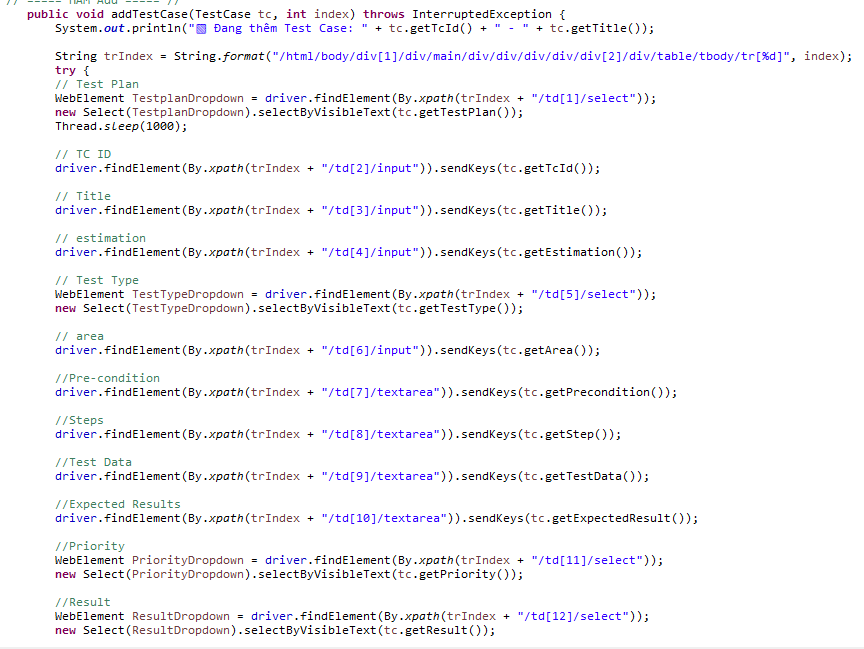 // ----- HÀM Add ----- //
public void addTestCase(TestCase tc, int index) throws InterruptedException {
System.out.println("▧ Đang thêm Test Case: " + tc.getTcId() + " - " + tc.getTitle());
String trIndex = String.format("/html/body/div[1]/div/main/div/div/div/div/div[2]/div/table/tbody/tr[%d]", index);
try {
// Test Plan
WebElement TestplanDropdown = driver.findElement(By.xpath(trIndex + "/td[1]/select"));
new Select(TestplanDropdown).selectByVisibleText(tc.getTestPlan());
Thread.sleep(1000);
// TC ID
driver.findElement(By.xpath(trIndex + "/td[2]/input")).sendKeys(tc.getTcId());
// Title
driver.findElement(By.xpath(trIndex + "/td[3]/input")).sendKeys(tc.getTitle());
// estimation
driver.findElement(By.xpath(trIndex + "/td[4]/input")).sendKeys(tc.getEstimation());
// Test Type
WebElement TestTypeDropdown = driver.findElement(By.xpath(trIndex + "/td[5]/select"));
new Select(TestTypeDropdown).selectByVisibleText(tc.getTestType());
// area
driver.findElement(By.xpath(trIndex + "/td[6]/input")).sendKeys(tc.getArea());
//Pre-condition
driver.findElement(By.xpath(trIndex + "/td[7]/textarea")).sendKeys(tc.getPrecondition());
//Steps
driver.findElement(By.xpath(trIndex + "/td[8]/textarea")).sendKeys(tc.getStep());
//Test Data
driver.findElement(By.xpath(trIndex + "/td[9]/textarea")).sendKeys(tc.getTestData());
//Expected Results
driver.findElement(By.xpath(trIndex + "/td[10]/textarea")).sendKeys(tc.getExpectedResult());
//Priority
WebElement PriorityDropdown = driver.findElement(By.xpath(trIndex + "/td[11]/select"));
new Select(PriorityDropdown).selectByVisibleText(tc.getPriority());
//Result
WebElement ResultDropdown = driver.findElement(By.xpath(trIndex + "/td[12]/select"));
new Select(ResultDropdown).selectByVisibleText(tc.getResult());